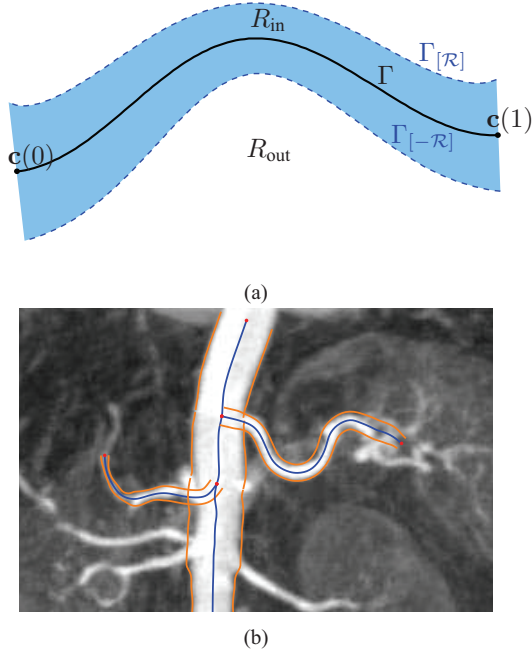 R_in
Γ_[R]
Γ
c(0)
c(1)
Γ_[−R]
R_out
(a)
(b)